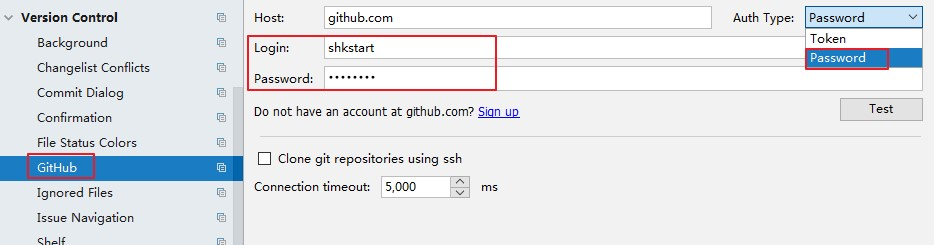 Version Control
Background
Changelist Conflicts
Commit Dialog
Confirmation
File Status Colors
GitHub
Ignored Files
Issue Navigation
Shelf
Host: github.com Auth Type: Password
Token
Password
Login: shkstart
Password: ••••••••
Do not have an account at github.com? Sign up
Test
Clone git repositories using ssh
Connection timeout: 5,000 ms